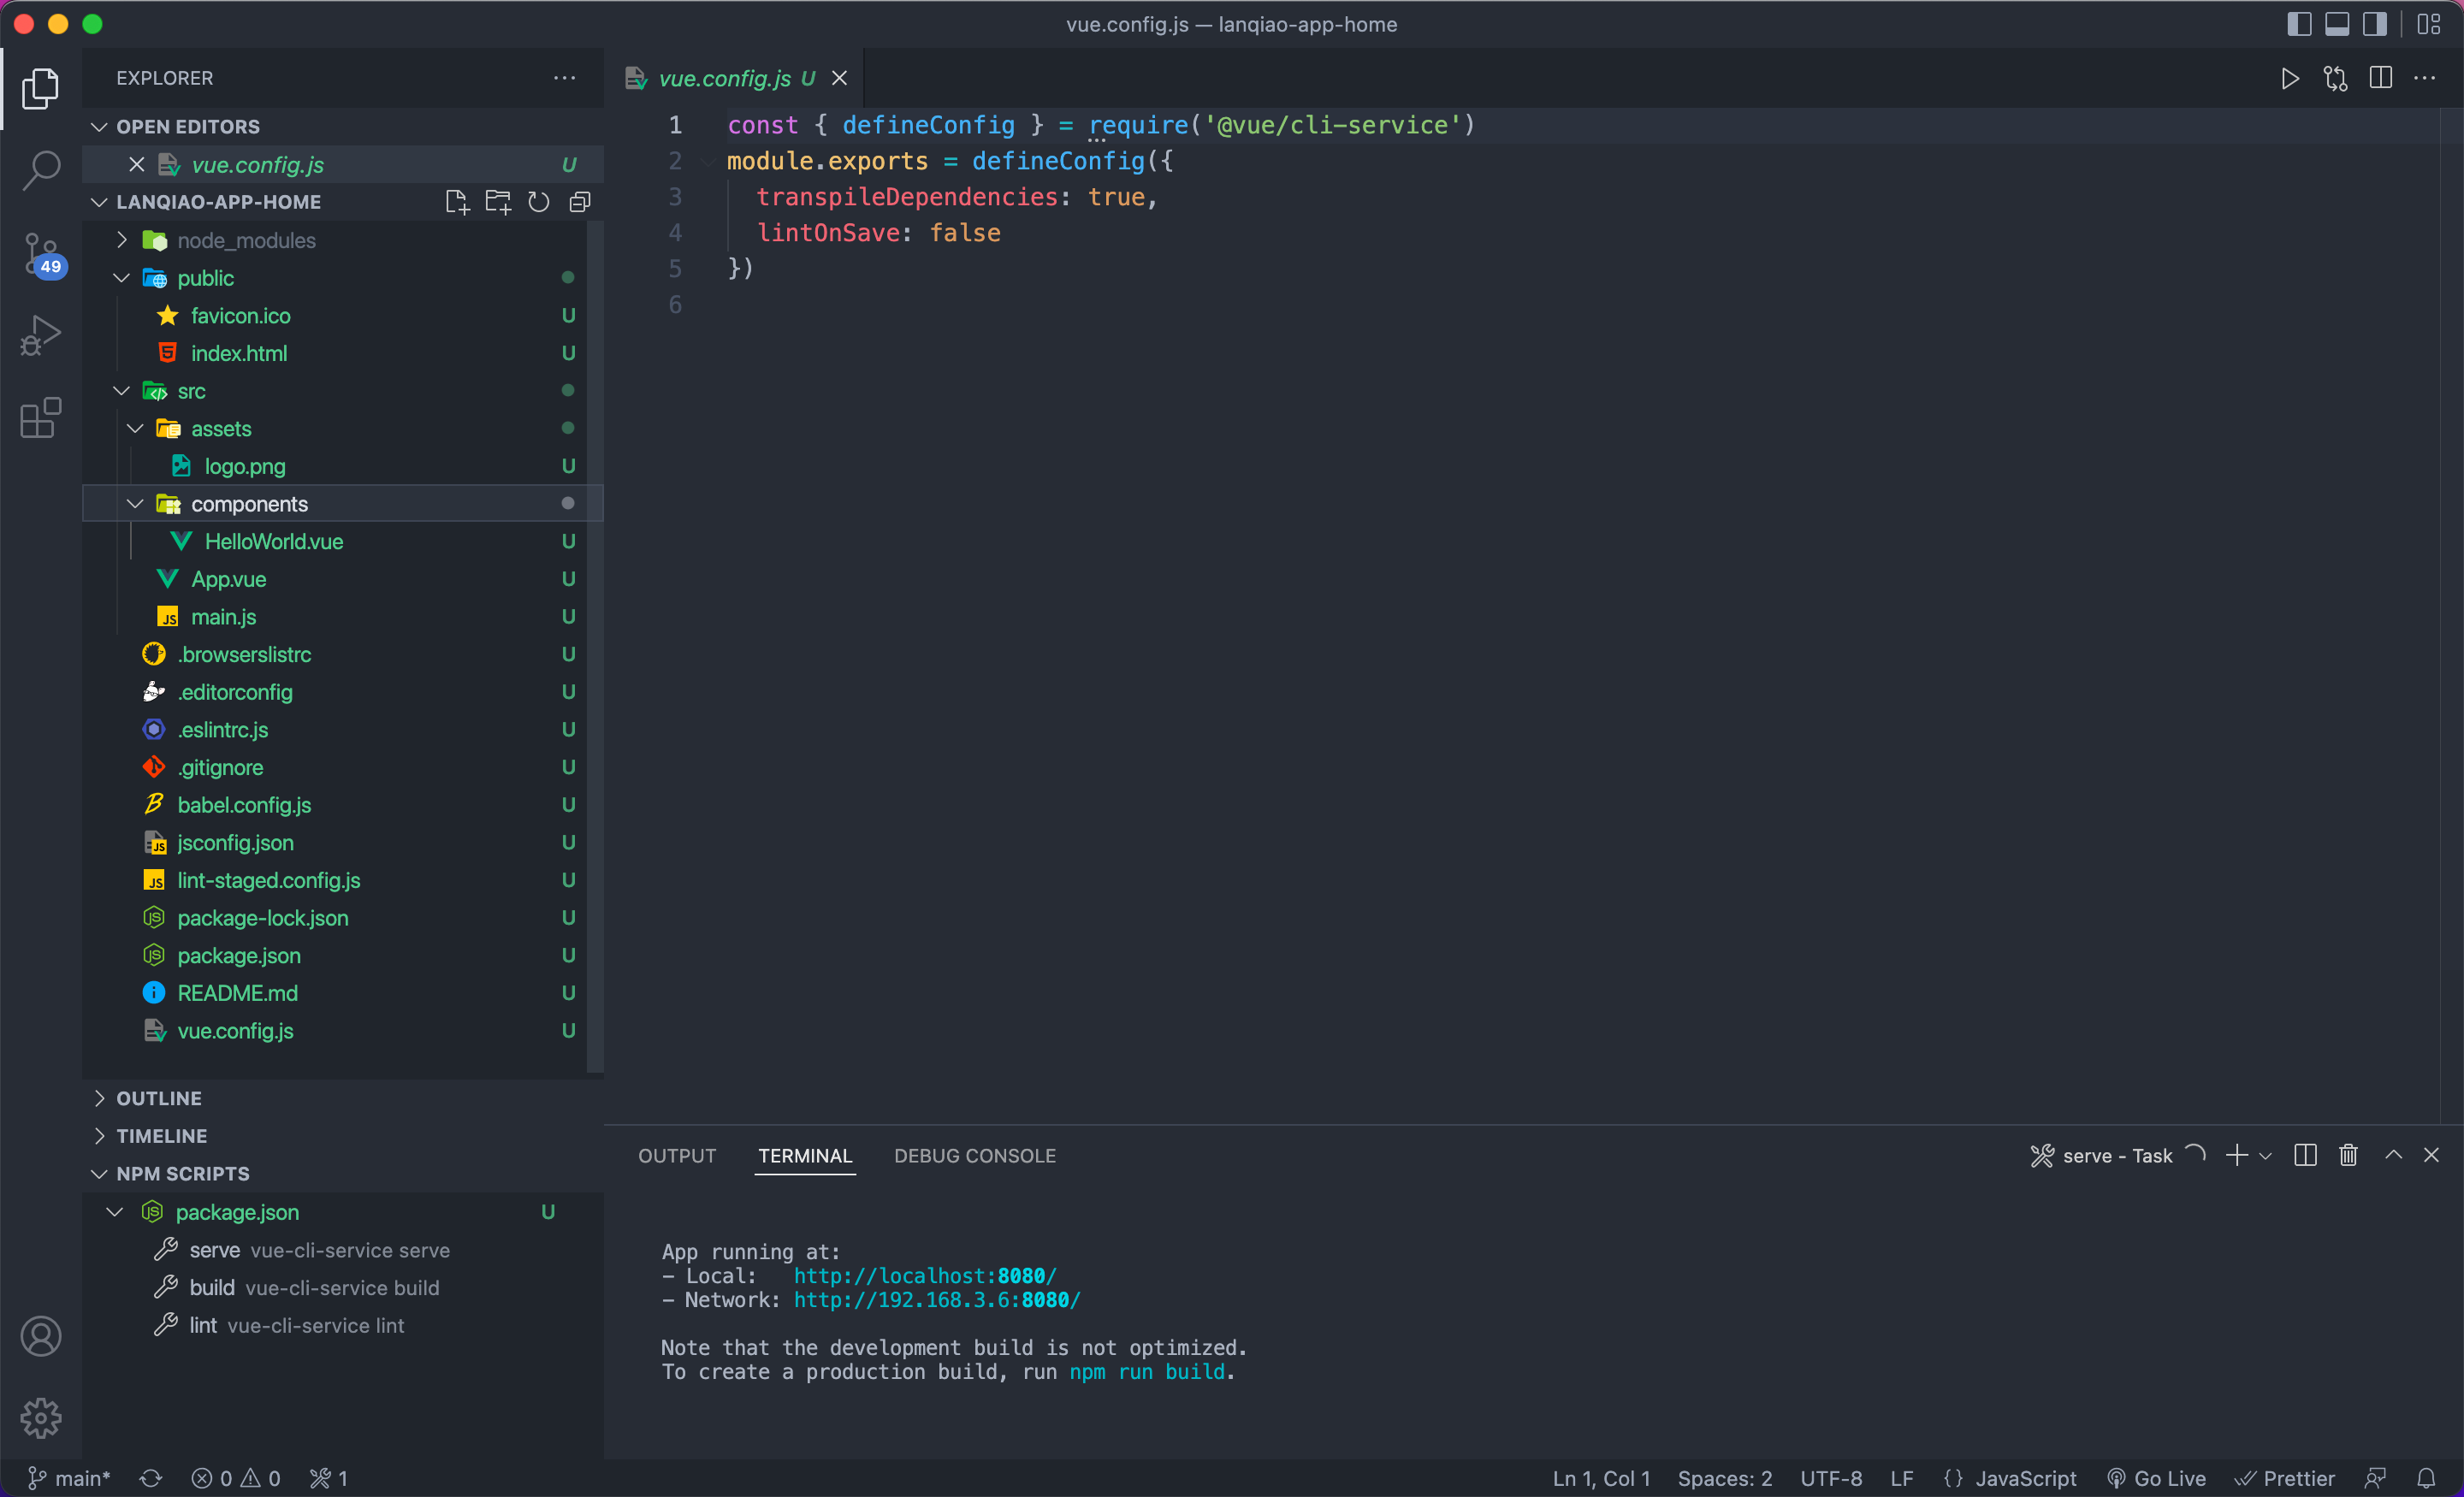 vue.config.js — lanqiao-app-home
EXPLORER
OPEN EDITORS
vue.config.js U
LANQIAO-APP-HOME
node_modules
public
favicon.ico U
index.html U
src
assets
logo.png U
components
HelloWorld.vue U
App.vue U
main.js U
.browserslistrc U
.editorconfig U
.eslintrc.js U
.gitignore U
babel.config.js U
jsconfig.json U
lint-staged.config.js U
package-lock.json U
package.json U
README.md U
vue.config.js U
OUTLINE
TIMELINE
NPM SCRIPTS
package.json U
serve vue-cli-service serve
build vue-cli-service build
lint vue-cli-service lint
49
vue.config.js U
1 const { defineConfig } = require('@vue/cli-service')
2 module.exports = defineConfig({
3 transpileDependencies: true,
4 lintOnSave: false
5 })
6
OUTPUT TERMINAL DEBUG CONSOLE serve - Task
App running at:
- Local: http://localhost:8080/
- Network: http://192.168.3.6:8080/
Note that the development build is not optimized.
To create a production build, run npm run build.
main* 0 0 1 Ln 1, Col 1 Spaces: 2 UTF-8 LF {} JavaScript Go Live Prettier